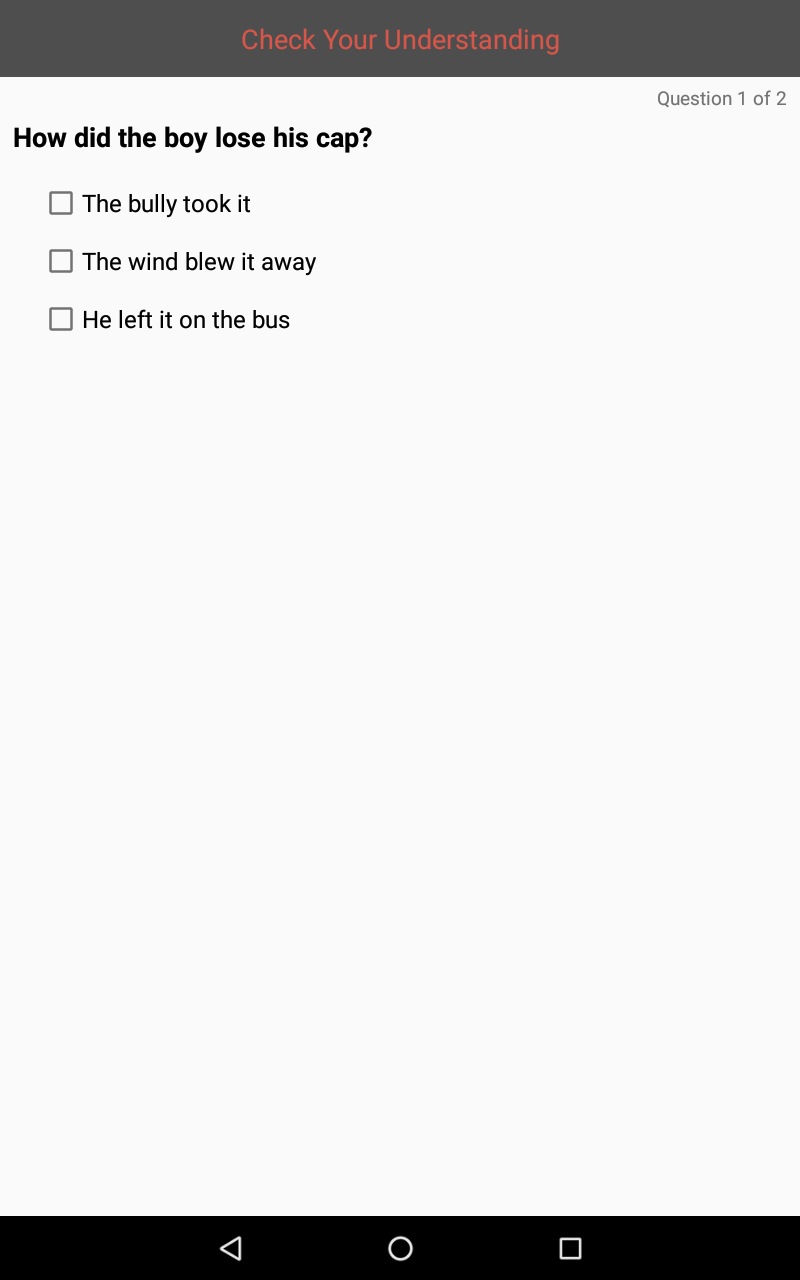 Check Your Understanding
Question 1 of 2
How did the boy lose his cap?
The bully took it
The wind blew it away
He left it on the bus